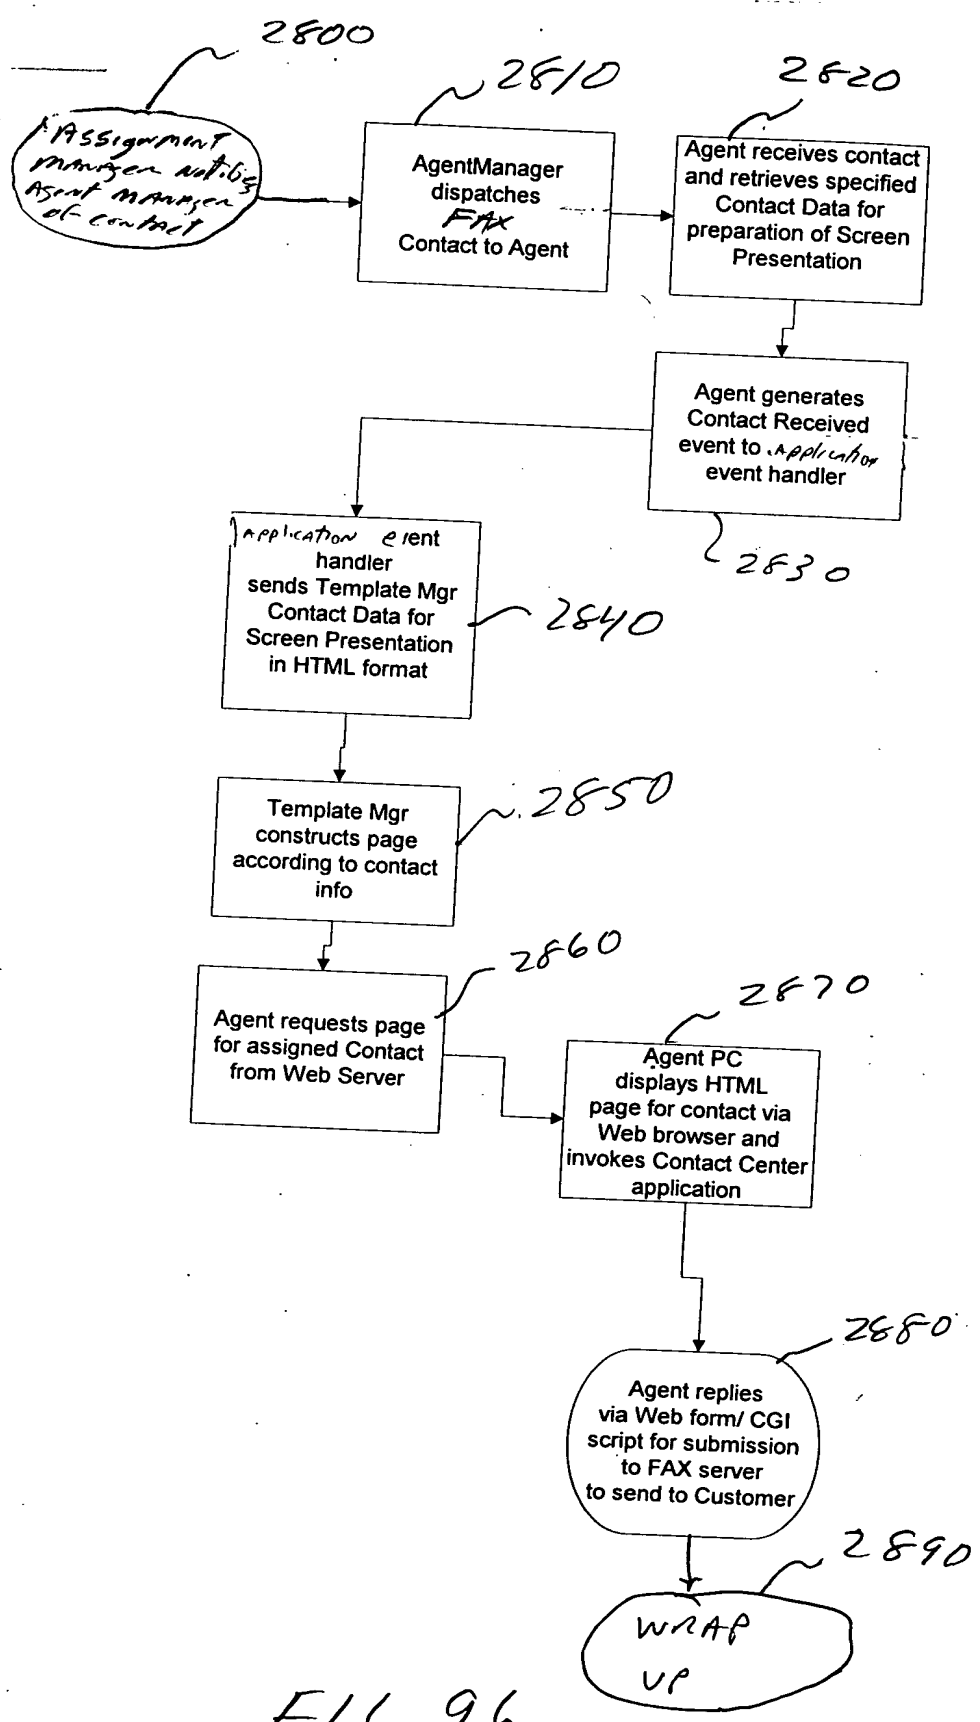 2800
Assignment
Manager Notifies
Agent Manager
of contact
2810
AgentManager
dispatches
FAX
Contact to Agent
2820
Agent receives contact
and retrieves specified
Contact Data for
preparation of Screen
Presentation
Agent generates
Contact Received
event to Application
event handler
2830
Application event
handler
sends Template Mgr
Contact Data for
Screen Presentation
in HTML format
2840
Template Mgr
constructs page
according to contact
info
2850
Agent requests page
for assigned Contact
from Web Server
2860
2870
Agent PC
displays HTML
page for contact via
Web browser and
invokes Contact Center
application
2880
Agent replies
via Web form/ CGI
script for submission
to FAX server
to send to Customer
2890
WRAP
UP